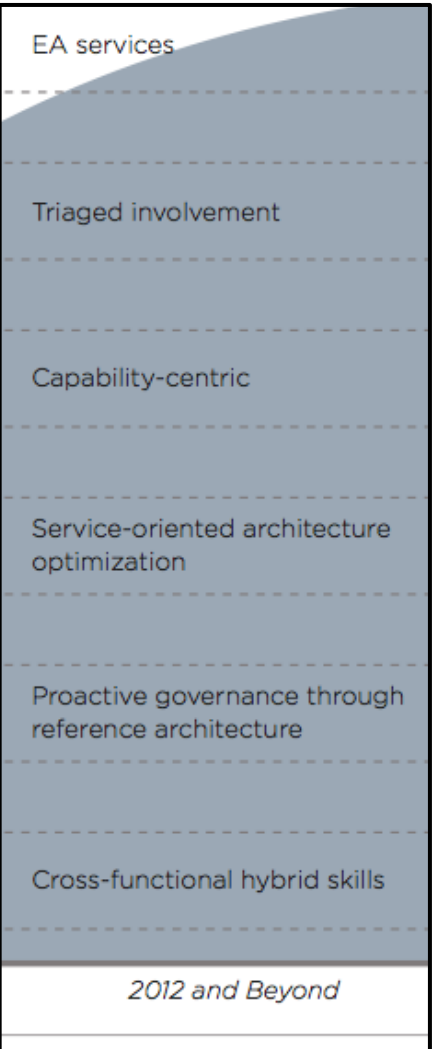 EA services
Triaged involvement
Capability-centric
Service-oriented architecture
optimization
Proactive governance through
reference architecture
Cross-functional hybrid skills
2012 and Beyond